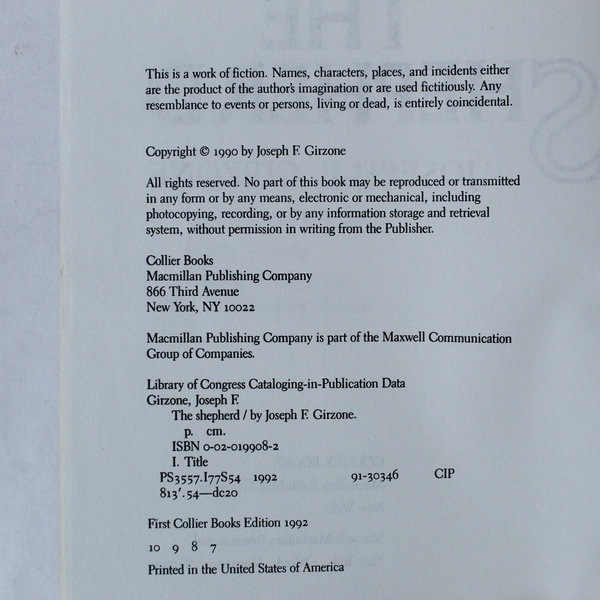 This is a work of fiction. Names, characters, places, and incidents either
are the product of the author's imagination or are used fictitiously. Any
resemblance to events or persons, living or dead, is entirely coincidental.
Copyright © 1990 by Joseph F. Girzone
All rights reserved. No part of this book may be reproduced or transmitted
in any form or by any means, electronic or mechanical, including
photocopying, recording, or by any information storage and retrieval
system, without permission in writing from the Publisher.
Collier Books
Macmillan Publishing Company
866 Third Avenue
New York, NY 10022
Macmillan Publishing Company is part of the Maxwell Communication
Group of Companies.
Library of Congress Cataloging-in-Publication Data
Girzone, Joseph F.
The shepherd / by Joseph F. Girzone.
p. cm.
ISBN 0-02-019908-2
I. Title
PS3557.I77S54 1992 91-30346 CIP
813'.54—dc20
First Collier Books Edition 1992
10 9 8 7
Printed in the United States of America